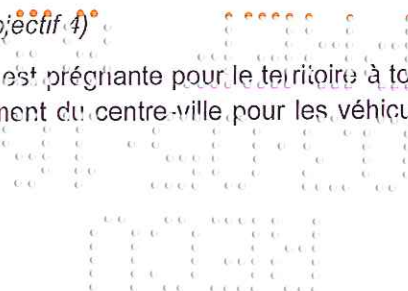 ojectif 4)
est prégnante pour le territoire à to
ment du centre-ville pour les véhicu